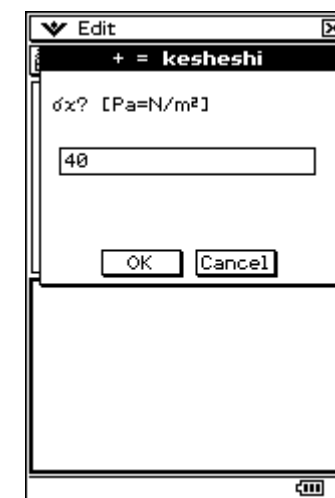 Edit
+ = kesheshi
σx? [Pa=N/m²]
40
OK Cancel